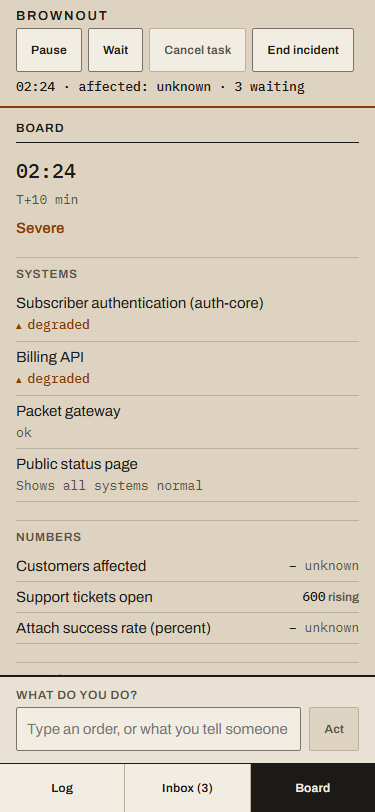 BROWNOUT
Pause Wait Cancel task End incident
02:24 · affected: unknown · 3 waiting
BOARD
02:24
T+10 min
Severe
SYSTEMS
Subscriber authentication (auth-core)
▲ degraded
Billing API
▲ degraded
Packet gateway
ok
Public status page
Shows all systems normal
NUMBERS
Customers affected – unknown
Support tickets open 600 rising
Attach success rate (percent) – unknown
WHAT DO YOU DO?
Type an order, or what you tell someone Act
Log Inbox (3) Board